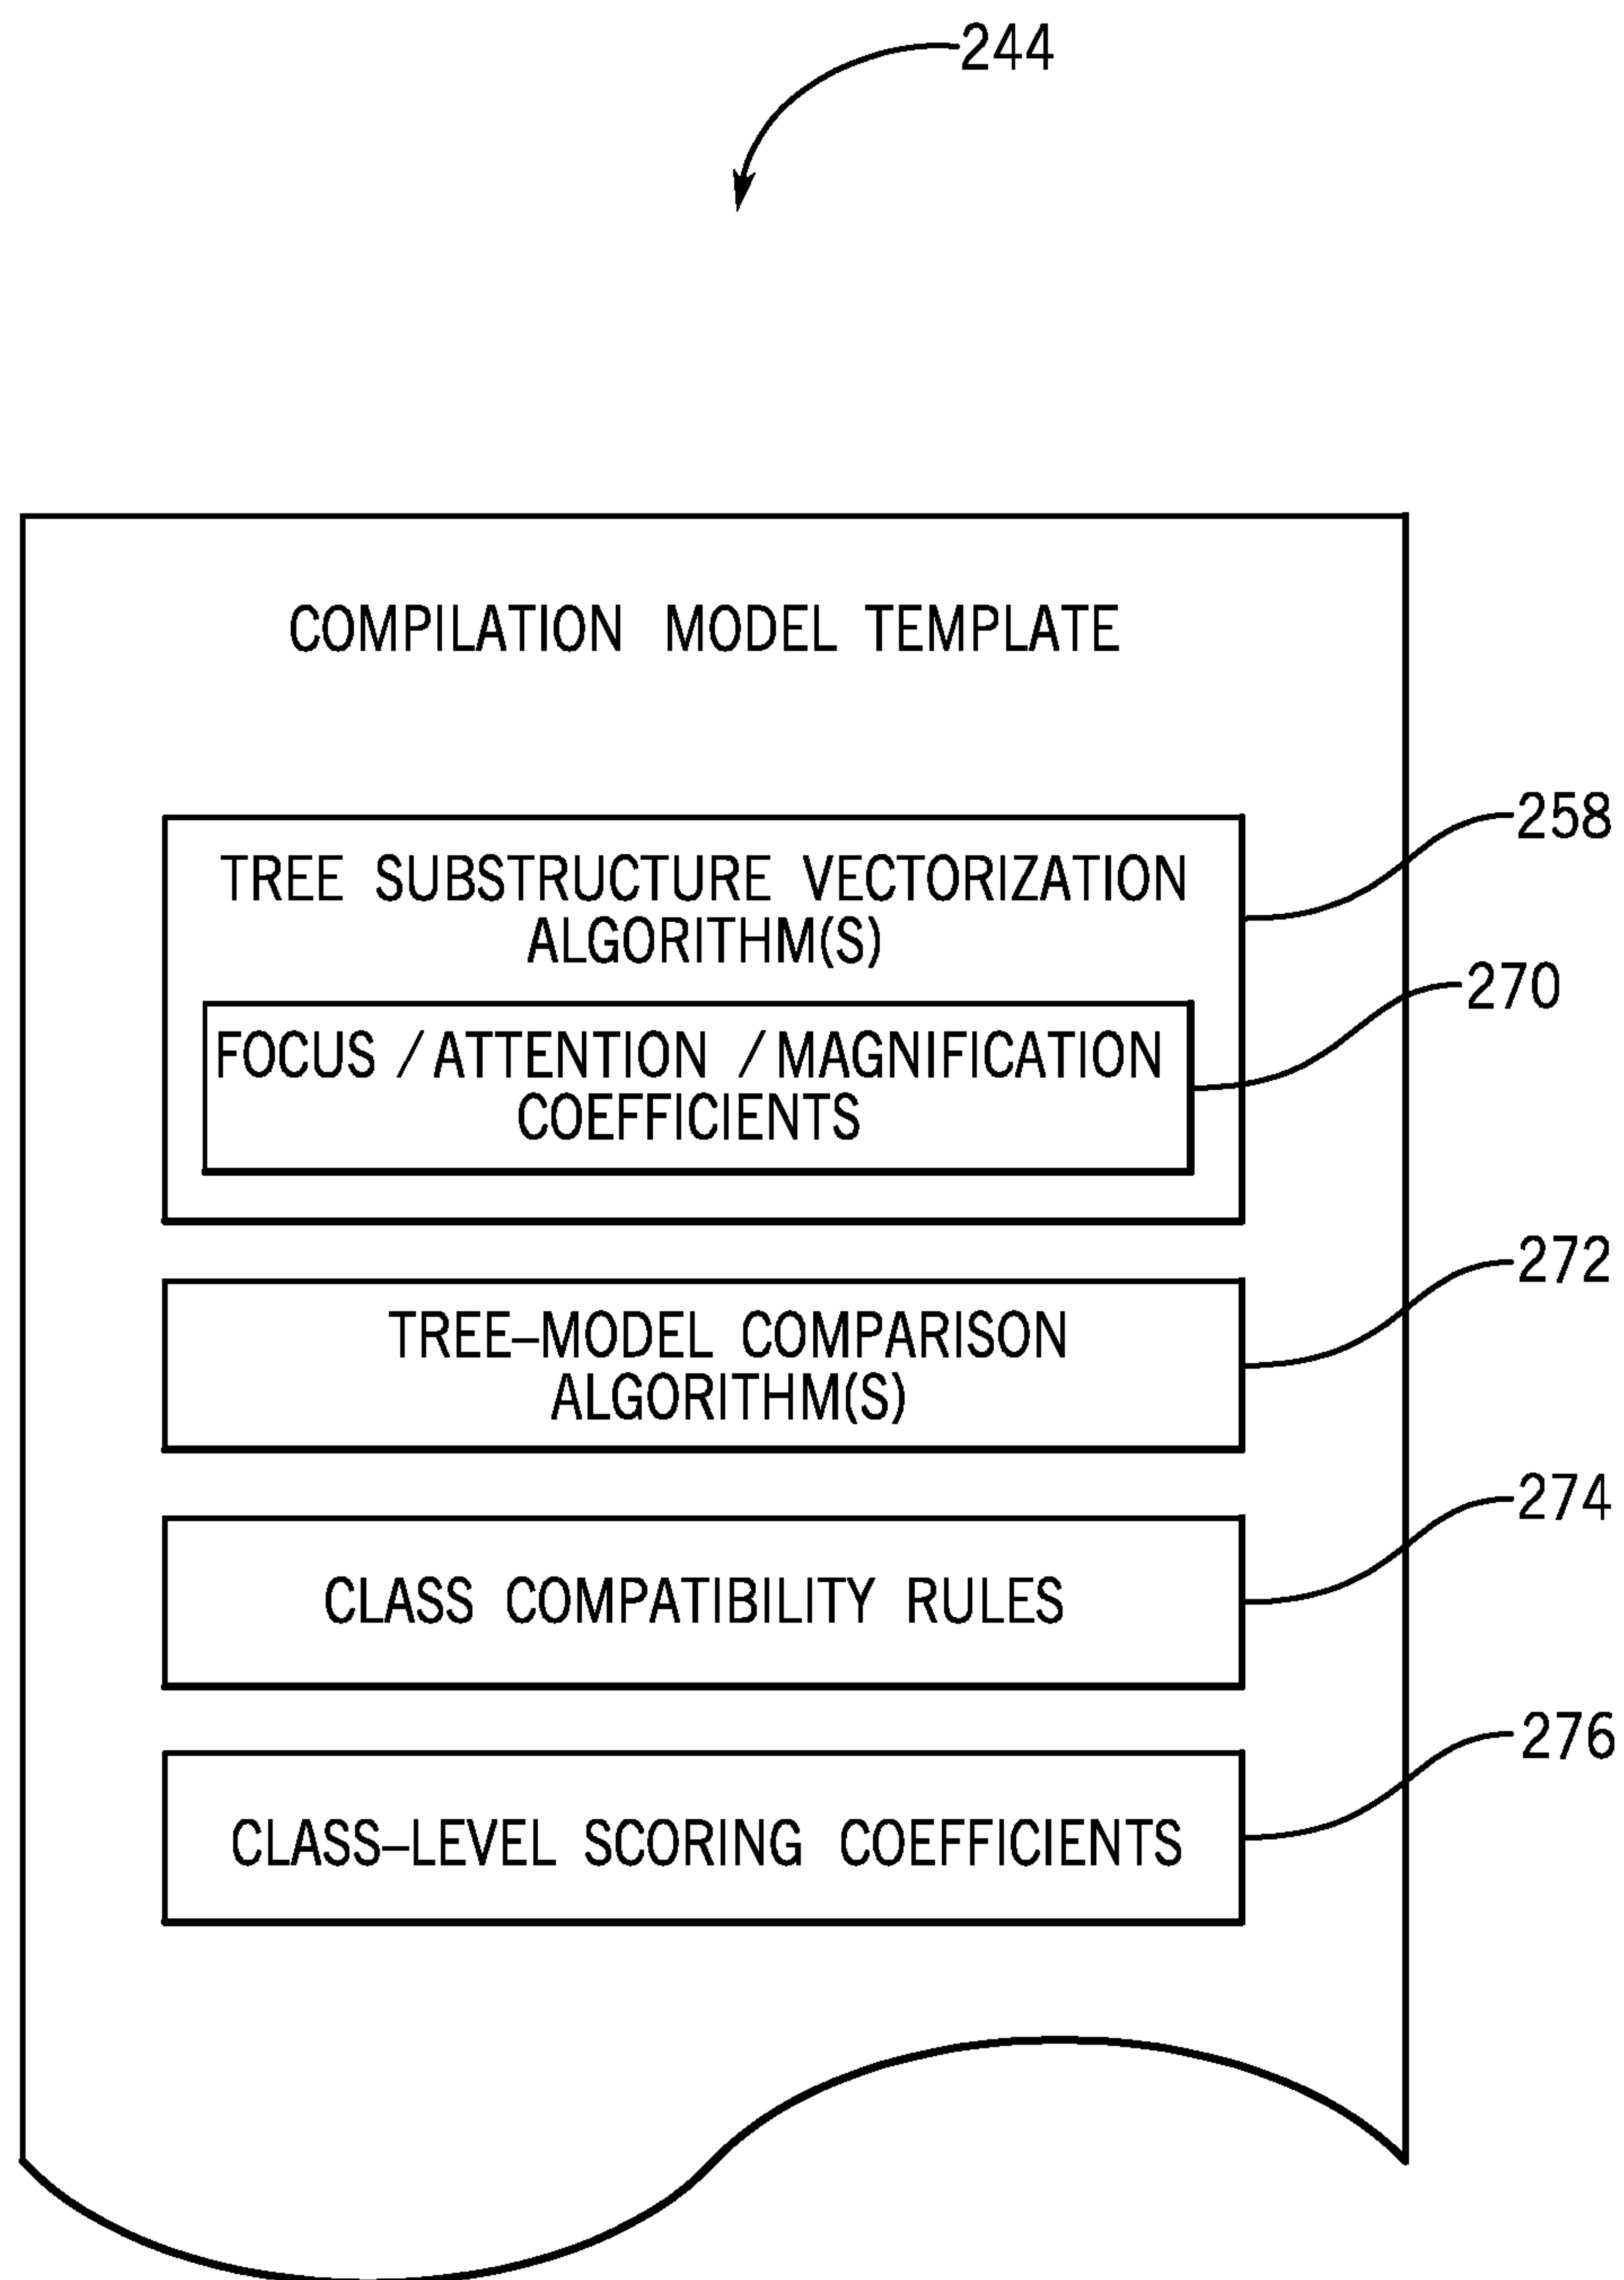 244
COMPILATION MODEL TEMPLATE
258
TREE SUBSTRUCTURE VECTORIZATION
ALGORITHM(S)
270
FOCUS/ATTENTION/MAGNIFICATION
COEFFICIENTS
272
TREE–MODEL COMPARISON
ALGORITHM(S)
274
CLASS COMPATIBILITY RULES
276
CLASS–LEVEL SCORING COEFFICIENTS